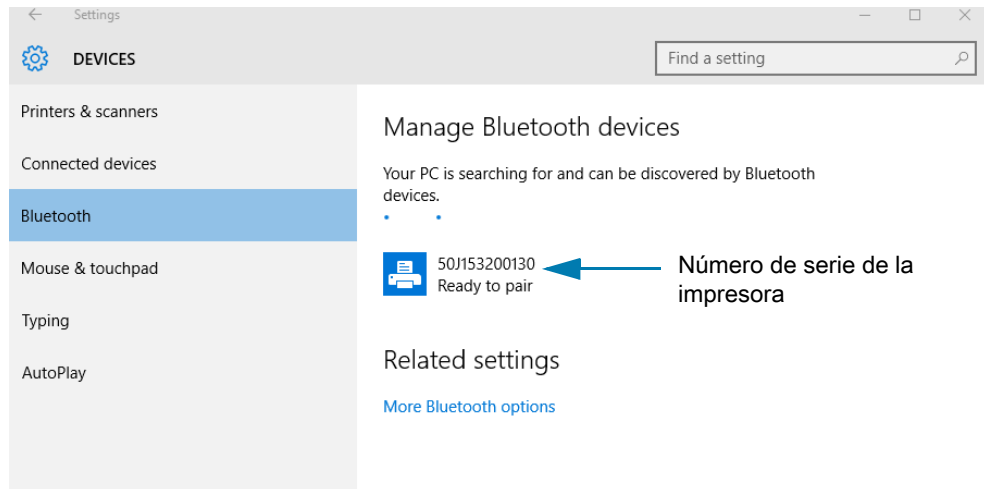 Settings
DEVICES
Find a setting
Printers & scanners
Connected devices
Bluetooth
Mouse & touchpad
Typing
AutoPlay
Manage Bluetooth devices
Your PC is searching for and can be discovered by Bluetooth
devices.
50J153200130
Ready to pair
Número de serie de la
impresora
Related settings
More Bluetooth options